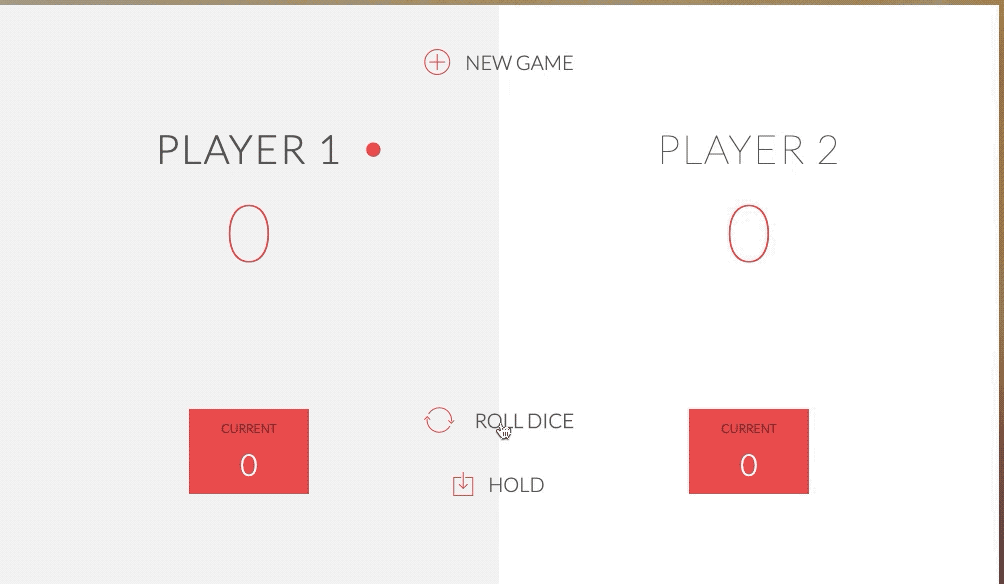 NEW GAME
PLAYER 1
PLAYER 2
0
0
CURRENT
0
ROLL DICE
HOLD
CURRENT
0